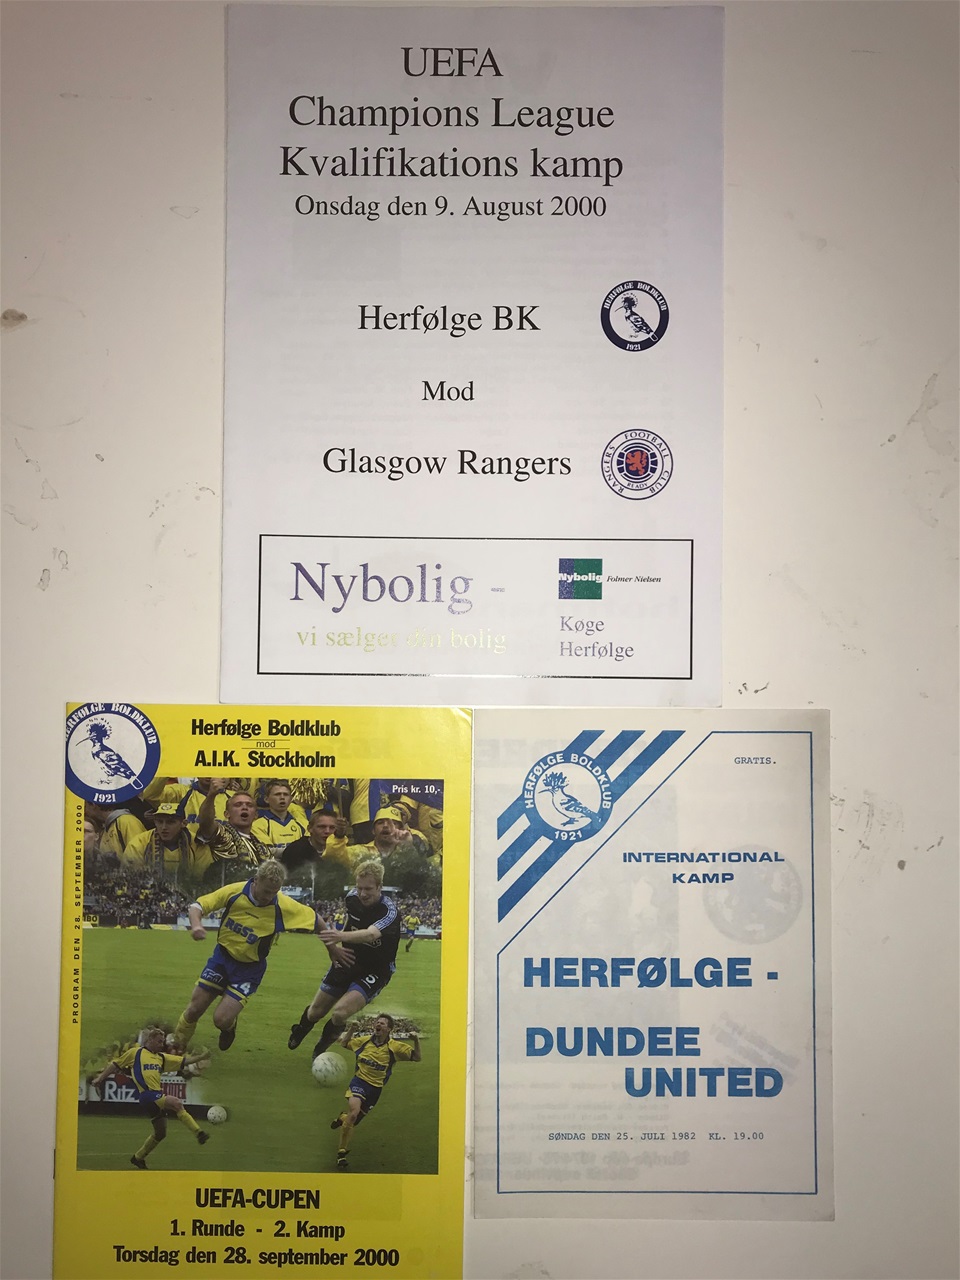 UEFA
Champions League
Kvalifikations kamp
Onsdag den 9. August 2000
Herfølge BK
HERFØLGE BOLDKLUB
1921
Mod
Glasgow Rangers
RANGERS FOOTBALL CLUB
READY
Nybolig -
vi sælger din bolig
Nybolig Folmer Nielsen
Køge
Herfølge
HERFØLGE BOLDKLUB
1921
Herfølge Boldklub
mod
A.I.K. Stockholm
Pris kr. 10,-
PROGRAM DEN 28. SEPTEMBER 2000
Ritz
UEFA-CUPEN
1. Runde - 2. Kamp
Torsdag den 28. september 2000
HERFØLGE BOLDKLUB
1921
GRATIS.
INTERNATIONAL
KAMP
HERFØLGE -
DUNDEE
UNITED
SØNDAG DEN 25. JULI 1982 KL. 19.00